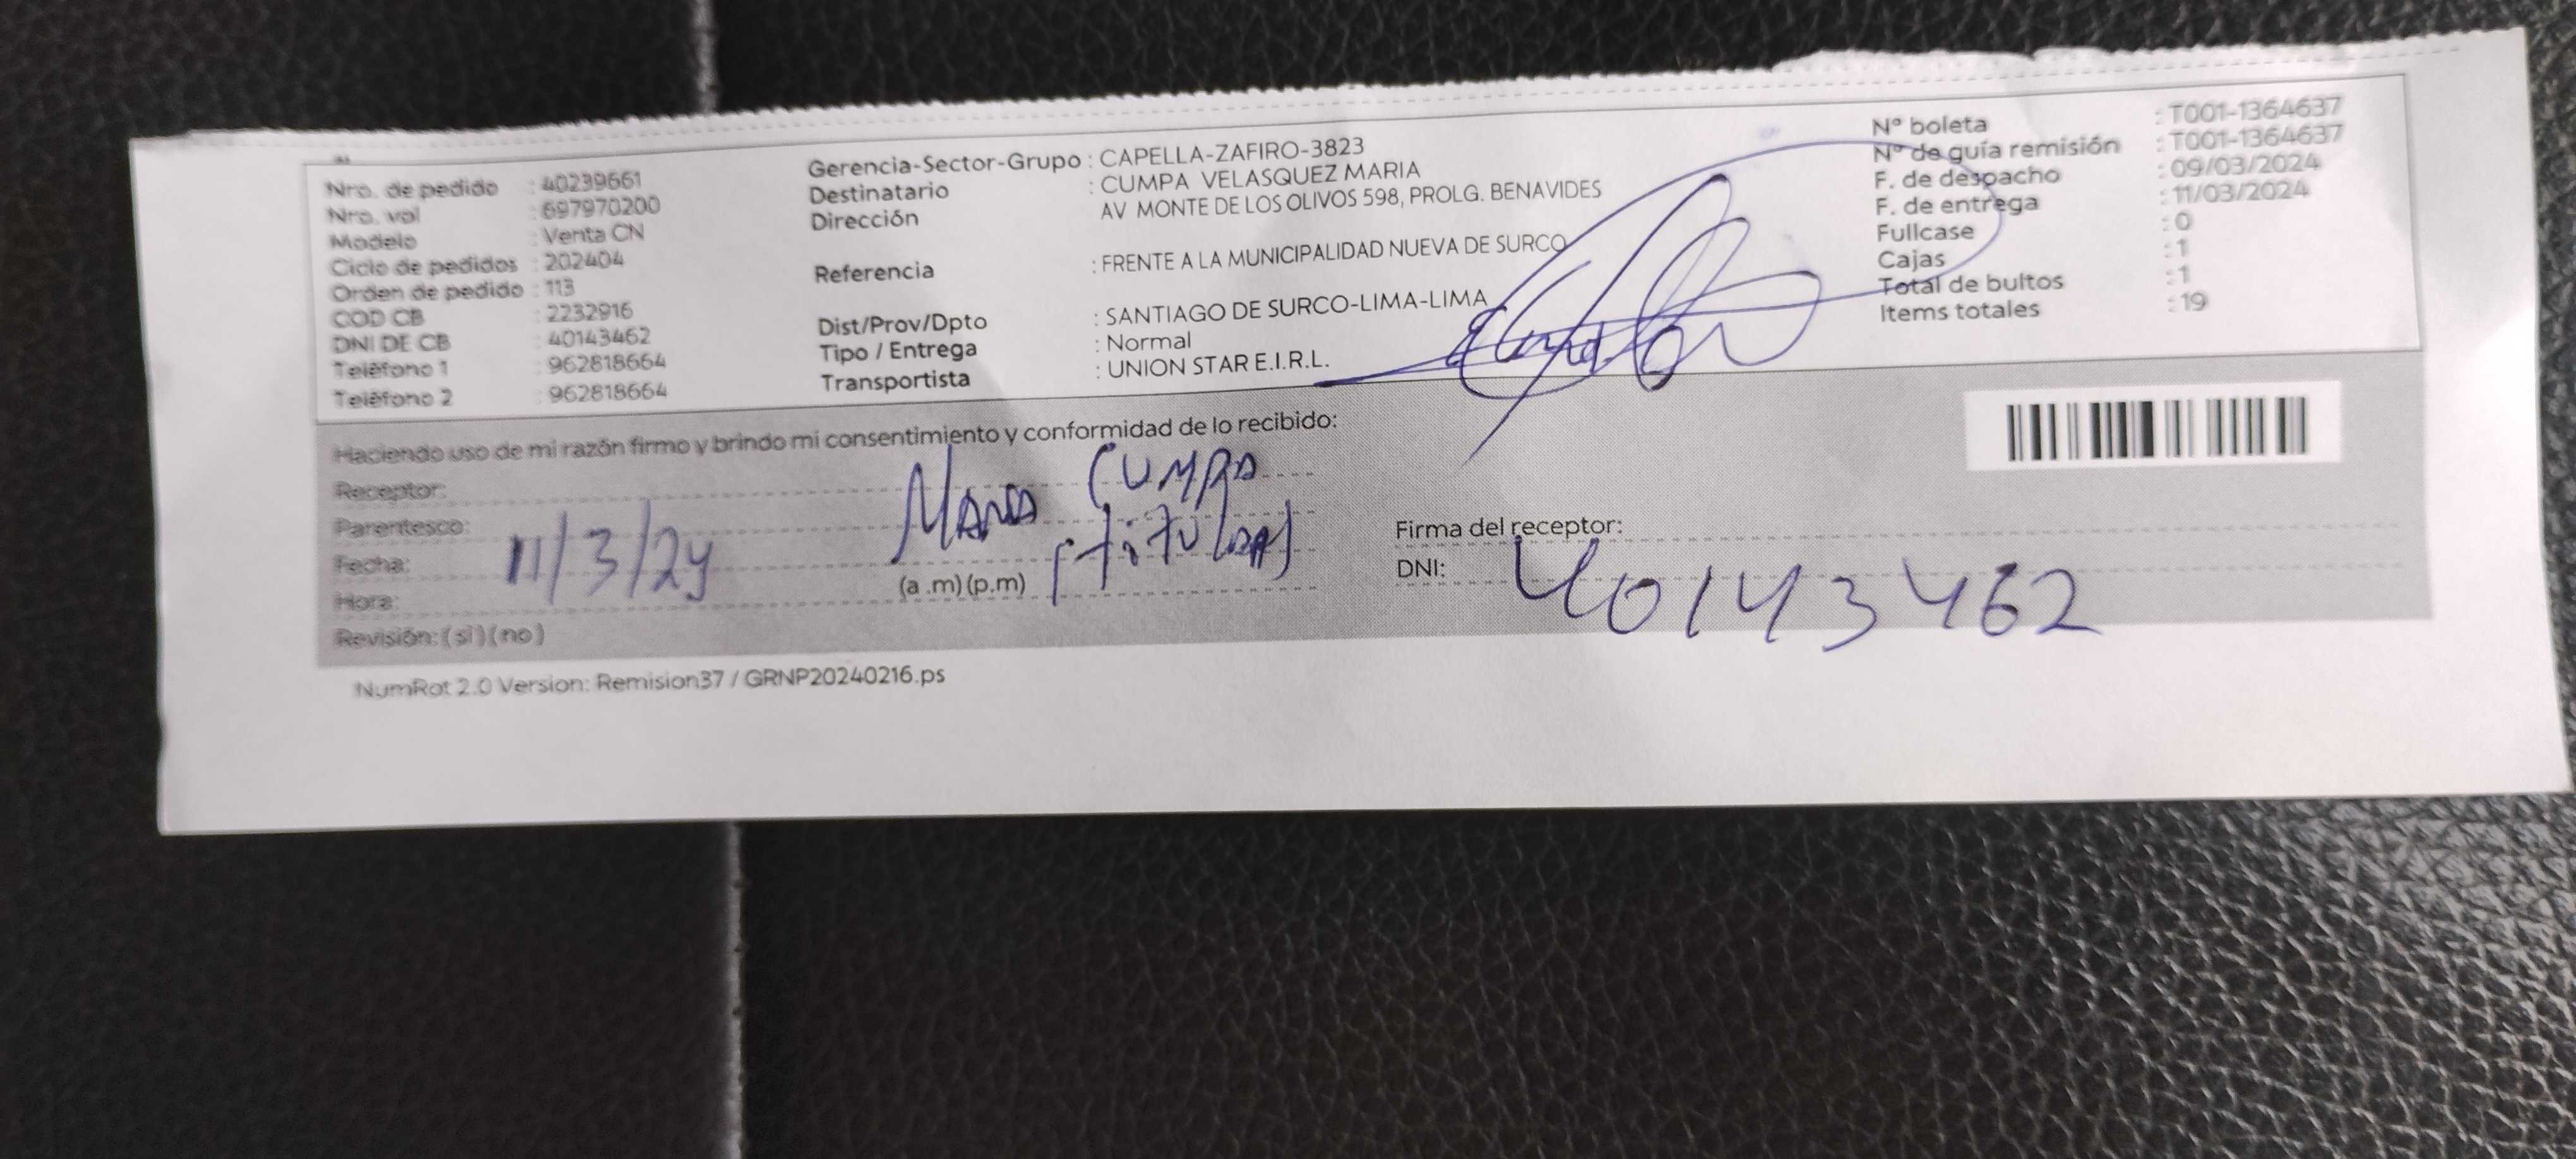 Nro. de pedido : 40239661
Nro. vol : 697970200
Modelo : Venta CN
Ciclo de pedidos : 202404
Orden de pedido : 113
COD CB : 2232916
DNI DE CB : 40143462
Teléfono 1 : 962818664
Teléfono 2 : 962818664
Gerencia-Sector-Grupo : CAPELLA-ZAFIRO-3823
Destinatario : CUMPA VELASQUEZ MARIA
Dirección AV MONTE DE LOS OLIVOS 598, PROLG. BENAVIDES
Referencia : FRENTE A LA MUNICIPALIDAD NUEVA DE SURCO
Dist/Prov/Dpto : SANTIAGO DE SURCO-LIMA-LIMA
Tipo / Entrega : Normal
Transportista : UNION STAR E.I.R.L.
N° boleta : T001-1364637
N° de guía remisión : T001-1364637
F. de despacho : 09/03/2024
F. de entrega : 11/03/2024
Fullcase : 0
Cajas : 1
Total de bultos : 1
Items totales : 19
Haciendo uso de mi razón firmo y brindo mi consentimiento y conformidad de lo recibido:
Receptor: Maria Cumpa
Parentesco: (titular)
Fecha: 11/3/24
Hora: (a .m) (p.m)
Revisión: ( si ) ( no )
Firma del receptor:
DNI: 40143462
NumRot 2.0 Version: Remision37 / GRNP20240216.ps